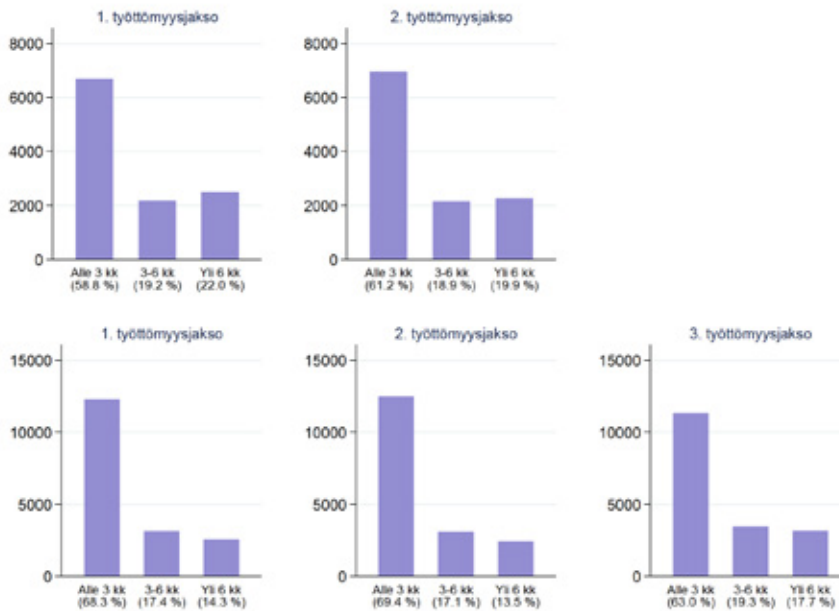 1. työttömyysjakso
8000
6000
4000
2000
0
Alle 3 kk
(58.8 %)
3-6 kk
(19.2 %)
Yli 6 kk
(22.0 %)
2. työttömyysjakso
8000
6000
4000
2000
0
Alle 3 kk
(61.2 %)
3-6 kk
(18.9 %)
Yli 6 kk
(19.9 %)
1. työttömyysjakso
15000
10000
5000
0
Alle 3 kk
(68.3 %)
3-6 kk
(17.4 %)
Yli 6 kk
(14.3 %)
2. työttömyysjakso
15000
10000
5000
0
Alle 3 kk
(69.4 %)
3-6 kk
(17.1 %)
Yli 6 kk
(13.5 %)
3. työttömyysjakso
15000
10000
5000
0
Alle 3 kk
(63.0 %)
3-6 kk
(19.3 %)
Yli 6 kk
(17.7 %)